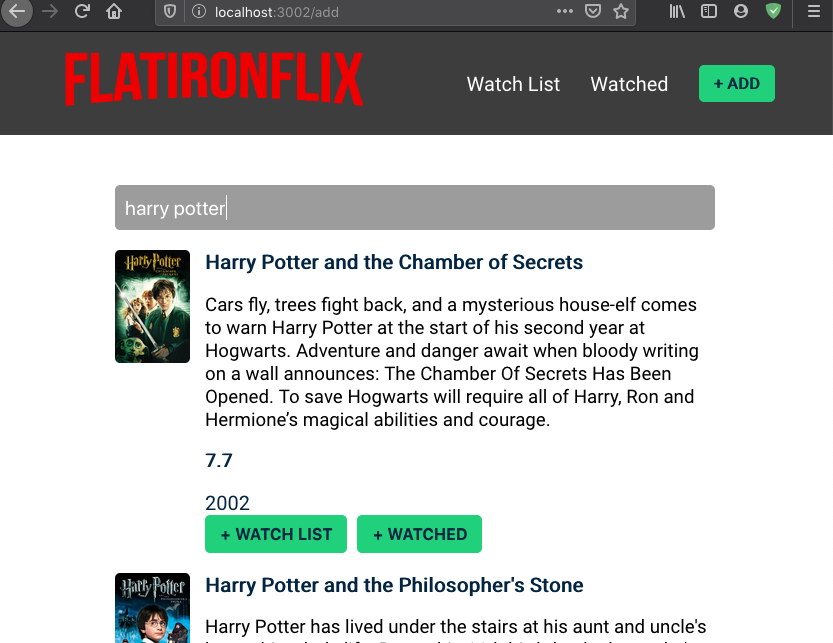 localhost:3002/add
FLATIRONFLIX
Watch List Watched + ADD
harry potter
Harry Potter
Harry Potter and the Chamber of Secrets
Cars fly, trees fight back, and a mysterious house-elf comes
to warn Harry Potter at the start of his second year at
Hogwarts. Adventure and danger await when bloody writing
on a wall announces: The Chamber Of Secrets Has Been
Opened. To save Hogwarts will require all of Harry, Ron and
Hermione’s magical abilities and courage.
7.7
2002
+ WATCH LIST + WATCHED
Harry Potter
Harry Potter and the Philosopher's Stone
Harry Potter has lived under the stairs at his aunt and uncle's